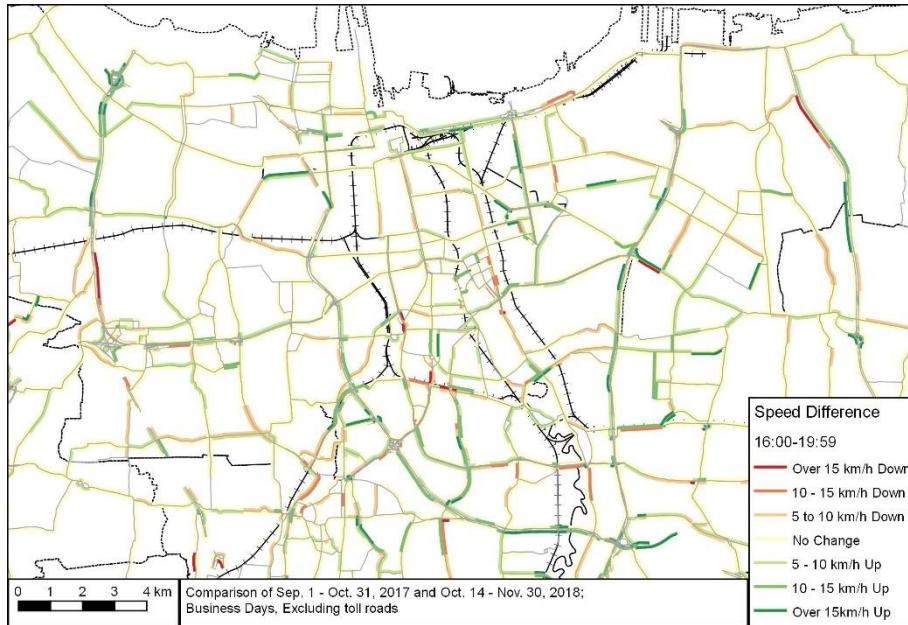 Speed Difference
16:00-19:59
Over 15 km/h Down
10 - 15 km/h Down
5 to 10 km/h Down
No Change
5 - 10 km/h Up
10 - 15 km/h Up
Over 15km/h Up
0 1 2 3 4 km
Comparison of Sep. 1 - Oct. 31, 2017 and Oct. 14 - Nov. 30, 2018;
Business Days, Excluding toll roads